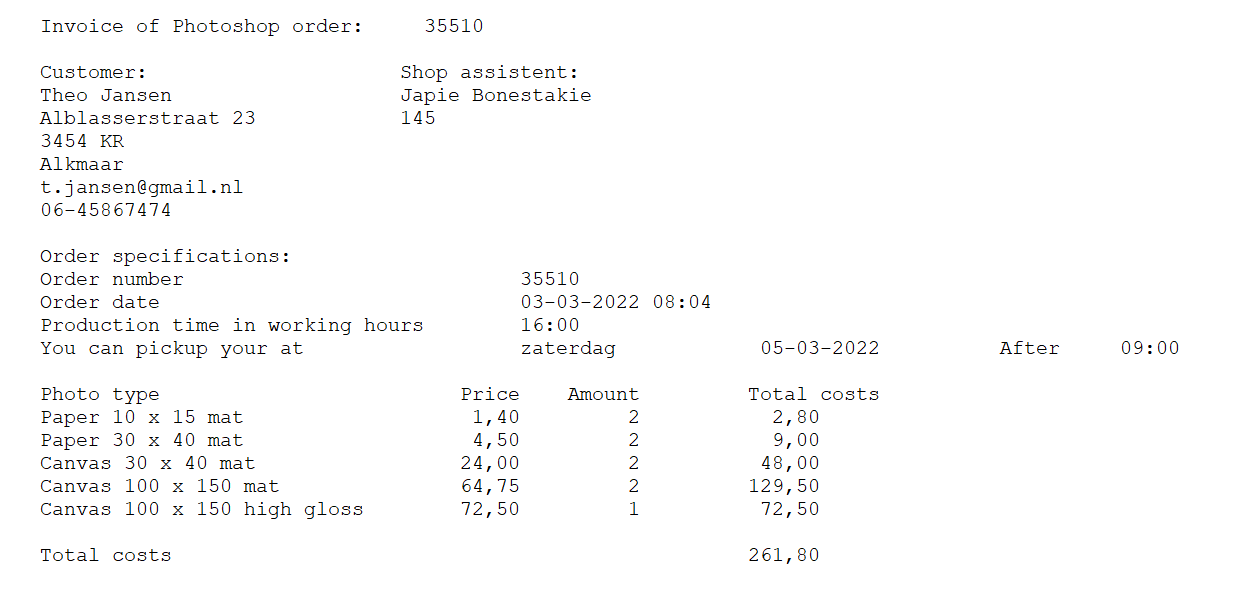 Invoice of Photoshop order: 35510
Customer: Shop assistent:
Theo Jansen Japie Bonestakie
Alblasserstraat 23 145
3454 KR
Alkmaar
t.jansen@gmail.nl
06-45867474
Order specifications:
Order number 35510
Order date 03-03-2022 08:04
Production time in working hours 16:00
You can pickup your at zaterdag 05-03-2022 After 09:00
Photo type Price Amount Total costs
Paper 10 x 15 mat 1,40 2 2,80
Paper 30 x 40 mat 4,50 2 9,00
Canvas 30 x 40 mat 24,00 2 48,00
Canvas 100 x 150 mat 64,75 2 129,50
Canvas 100 x 150 high gloss 72,50 1 72,50
Total costs 261,80